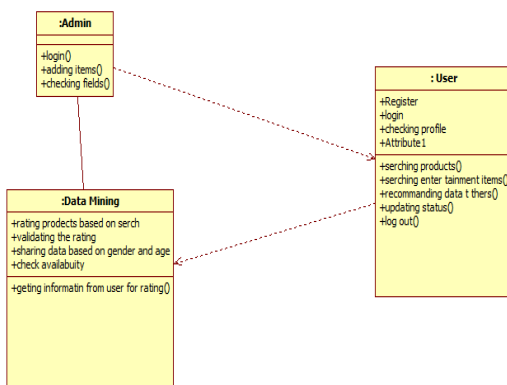 :Admin
+login()
+adding items()
+checking fields()
: User
+Register
+login
+checking profile
+Attribute1
+serching products()
+serching enter tainment items()
+recommanding data t thers()
+updating status()
+log out()
:Data Mining
+rating prodects based on serch
+validating the rating
+sharing data based on gender and age
+check availabuity
+geting informatin from user for rating()